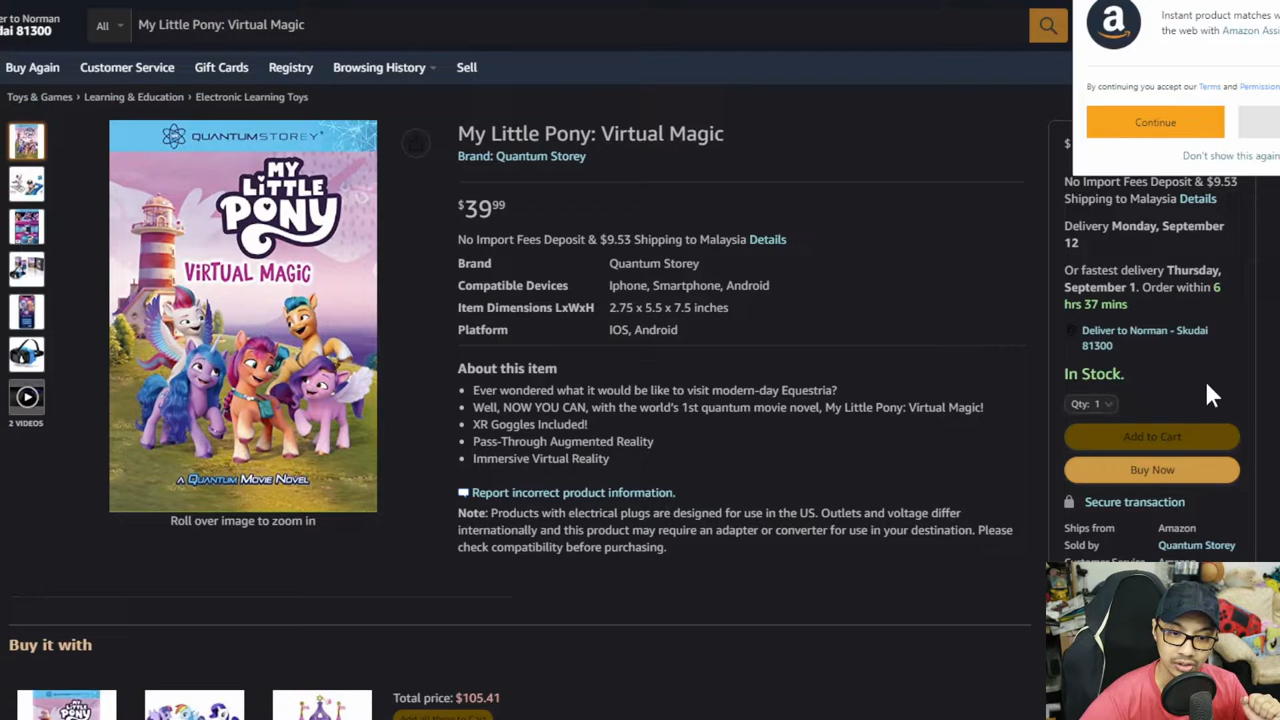 er to Norman
udai 81300
All
My Little Pony: Virtual Magic
Instant product matches w
the web with Amazon Assi
By continuing you accept our Terms and Permission
Continue
Don't show this again
Buy Again
Customer Service
Gift Cards
Registry
Browsing History
Sell
Toys & Games › Learning & Education › Electronic Learning Toys
QUANTUMSTOREY
MY
LITTLE
PONY
VIRTUAL MAGIC
A QUANTUM MOVIE NOVEL
Roll over image to zoom in
2 VIDEOS
My Little Pony: Virtual Magic
Brand: Quantum Storey
$39 99
No Import Fees Deposit & $9.53 Shipping to Malaysia Details
Brand Quantum Storey
Compatible Devices Iphone, Smartphone, Android
Item Dimensions LxWxH 2.75 x 5.5 x 7.5 inches
Platform IOS, Android
About this item
• Ever wondered what it would be like to visit modern-day Equestria?
• Well, NOW YOU CAN, with the world's 1st quantum movie novel, My Little Pony: Virtual Magic!
• XR Goggles Included!
• Pass-Through Augmented Reality
• Immersive Virtual Reality
Report incorrect product information.
Note: Products with electrical plugs are designed for use in the US. Outlets and voltage differ
internationally and this product may require an adapter or converter for use in your destination. Please
check compatibility before purchasing.
$
No Import Fees Deposit & $9.53
Shipping to Malaysia Details
Delivery Monday, September
12
Or fastest delivery Thursday,
September 1. Order within 6
hrs 37 mins
Deliver to Norman - Skudai
81300
In Stock.
Qty: 1
Add to Cart
Buy Now
Secure transaction
Ships from Amazon
Sold by Quantum Storey
Buy it with
Total price: $105.41